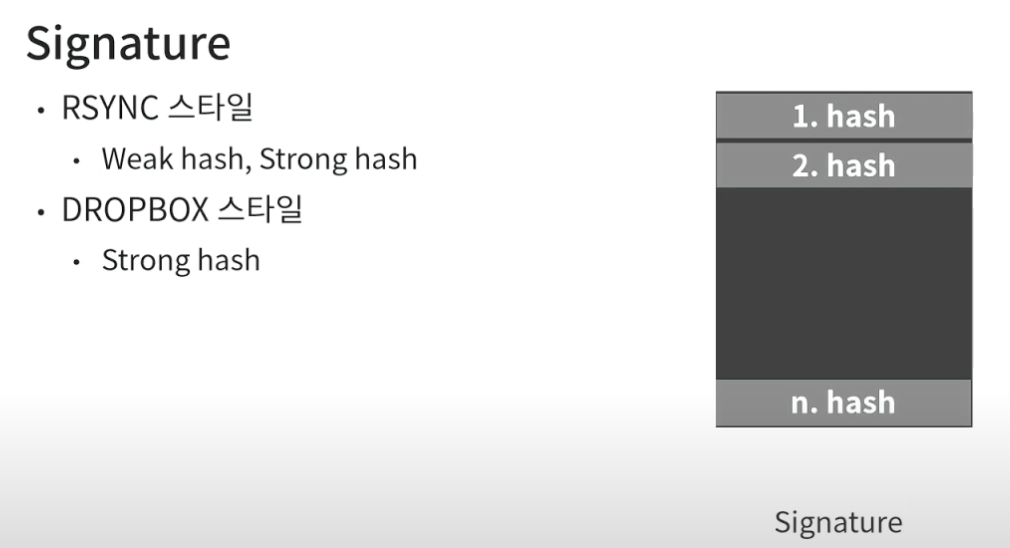 Signature
• RSYNC 스타일
• Weak hash, Strong hash
• DROPBOX 스타일
• Strong hash
1. hash
2. hash
n. hash
Signature